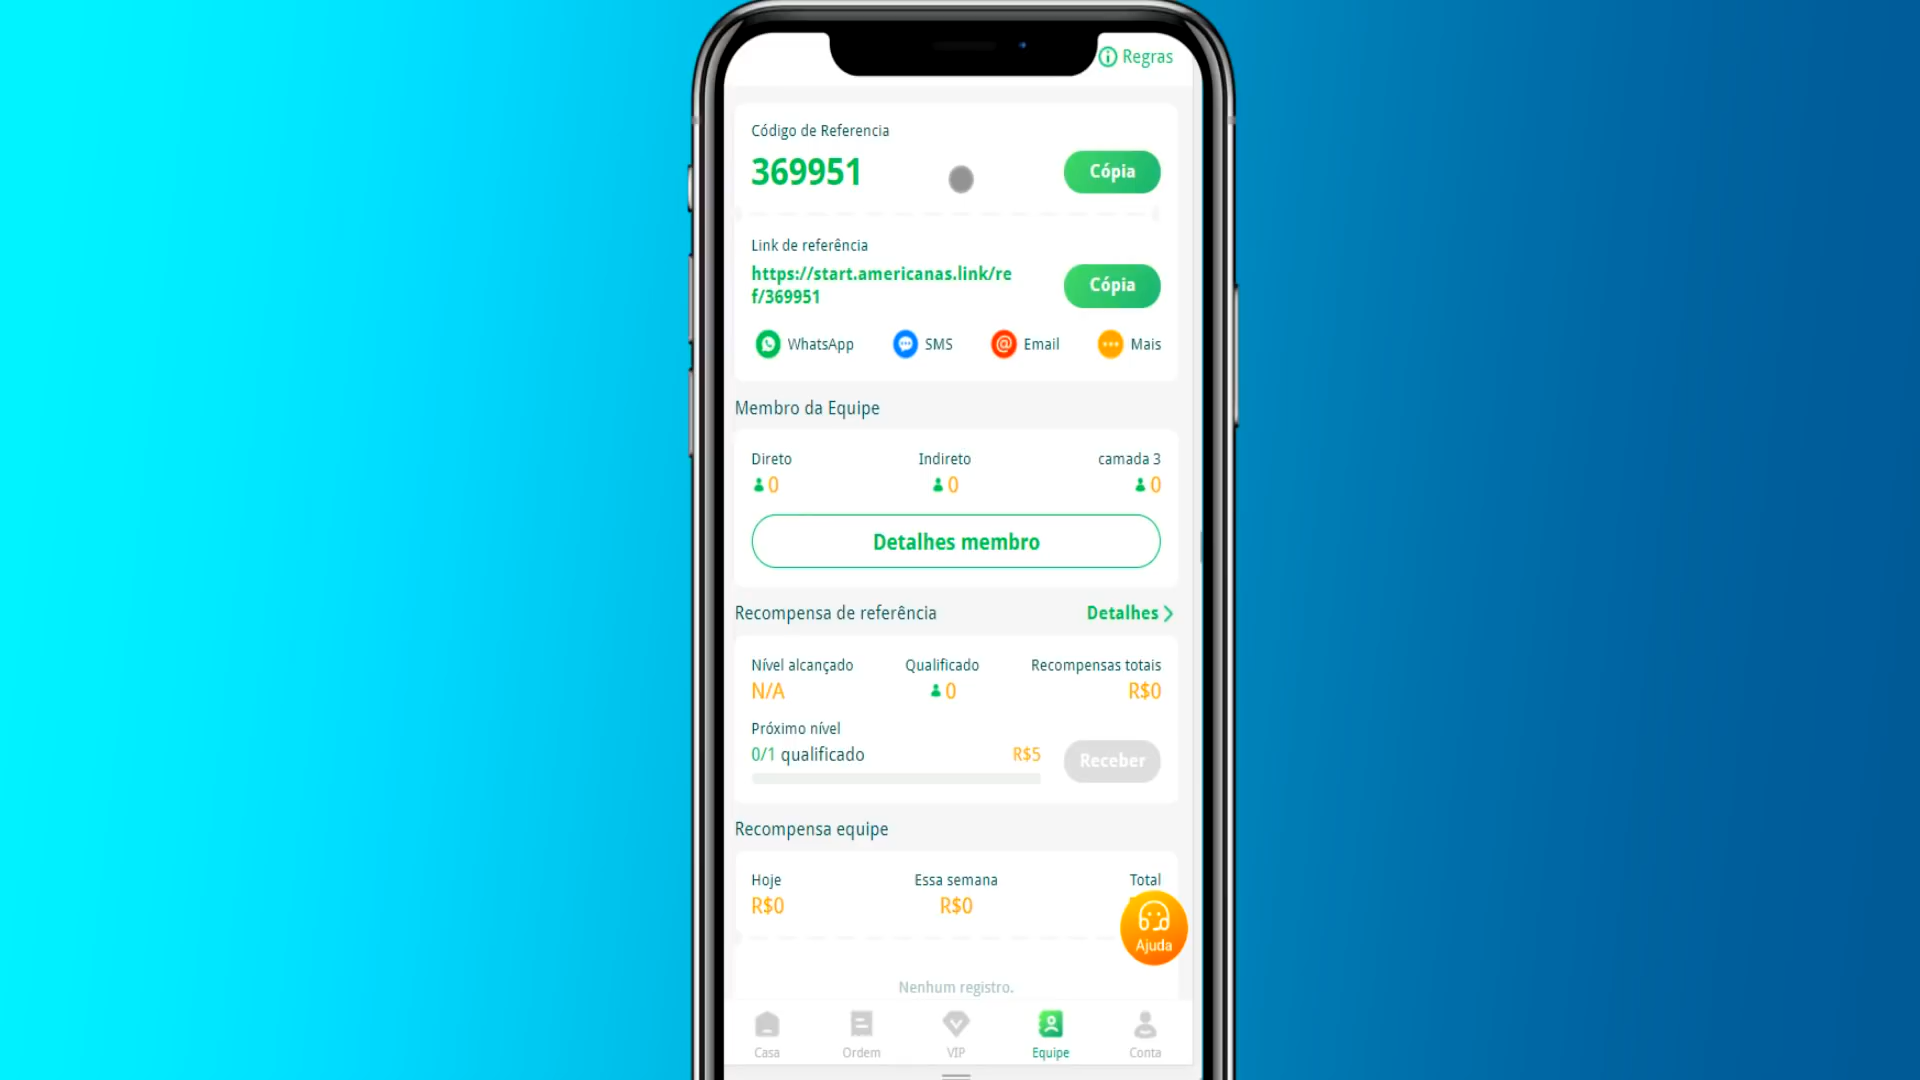 Regras
Código de Referencia
369951
Cópia
Link de referência
https://start.americanas.link/re
f/369951
Cópia
WhatsApp
SMS
Email
Mais
Membro da Equipe
Direto
Indireto
camada 3
0
0
0
Detalhes membro
Recompensa de referência
Detalhes
Nível alcançado
Qualificado
Recompensas totais
N/A
0
R$0
Próximo nível
0/1 qualificado
R$5
Receber
Recompensa equipe
Hoje
Essa semana
Total
R$0
R$0
Ajuda
Nenhum registro.
Casa
Ordem
VIP
Equipe
Conta